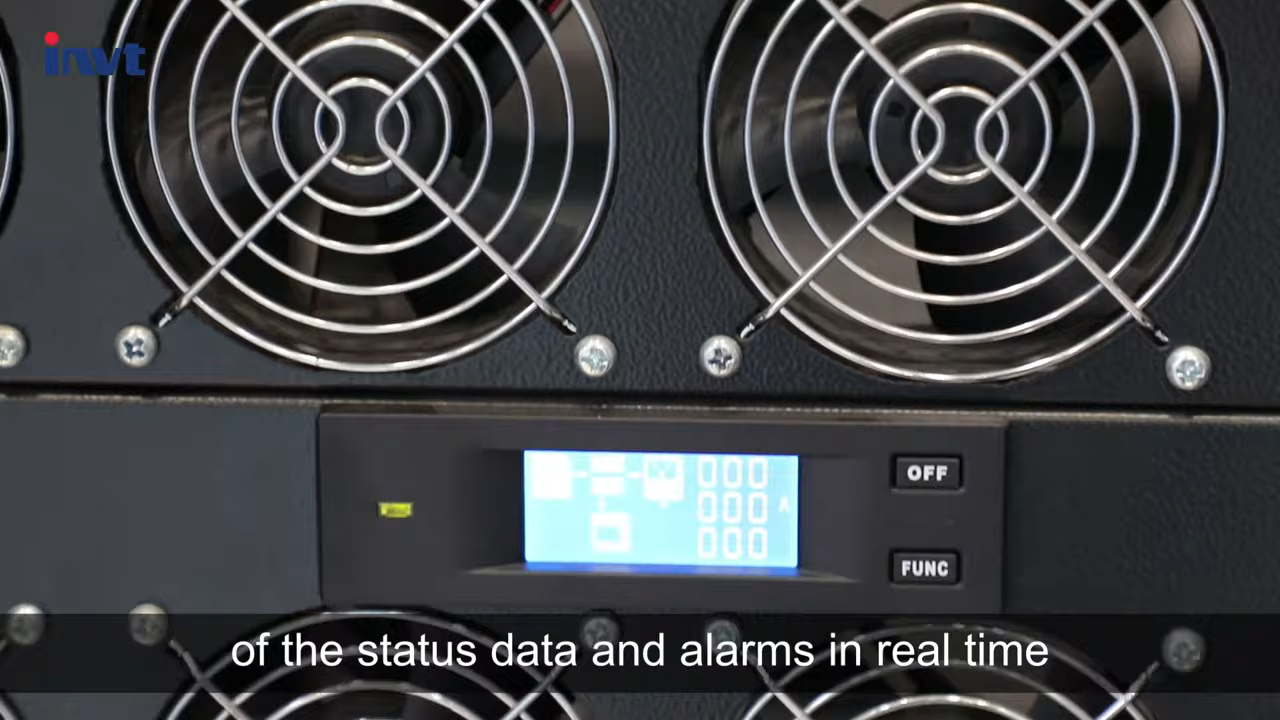 invt
000
OFF
000 A
000
FUNC
of the status data and alarms in real time